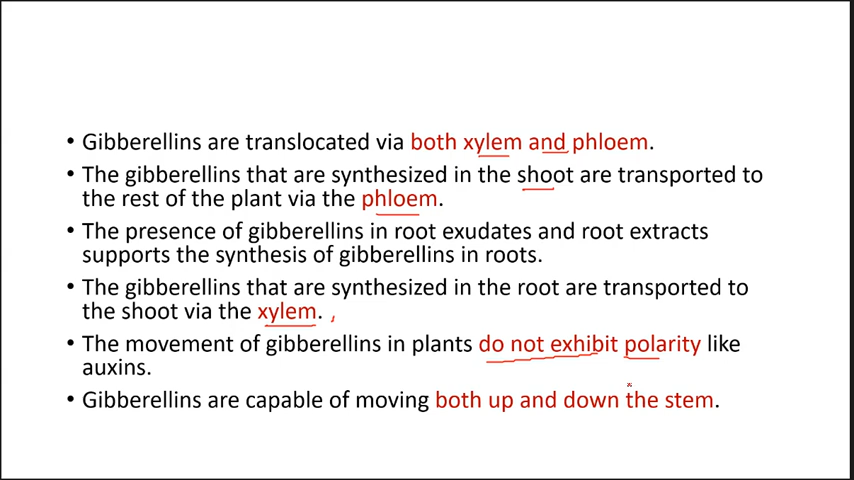 • Gibberellins are translocated via both xylem and phloem.
• The gibberellins that are synthesized in the shoot are transported to
the rest of the plant via the phloem.
• The presence of gibberellins in root exudates and root extracts
supports the synthesis of gibberellins in roots.
• The gibberellins that are synthesized in the root are transported to
the shoot via the xylem.
• The movement of gibberellins in plants do not exhibit polarity like
auxins.
• Gibberellins are capable of moving both up and down the stem.